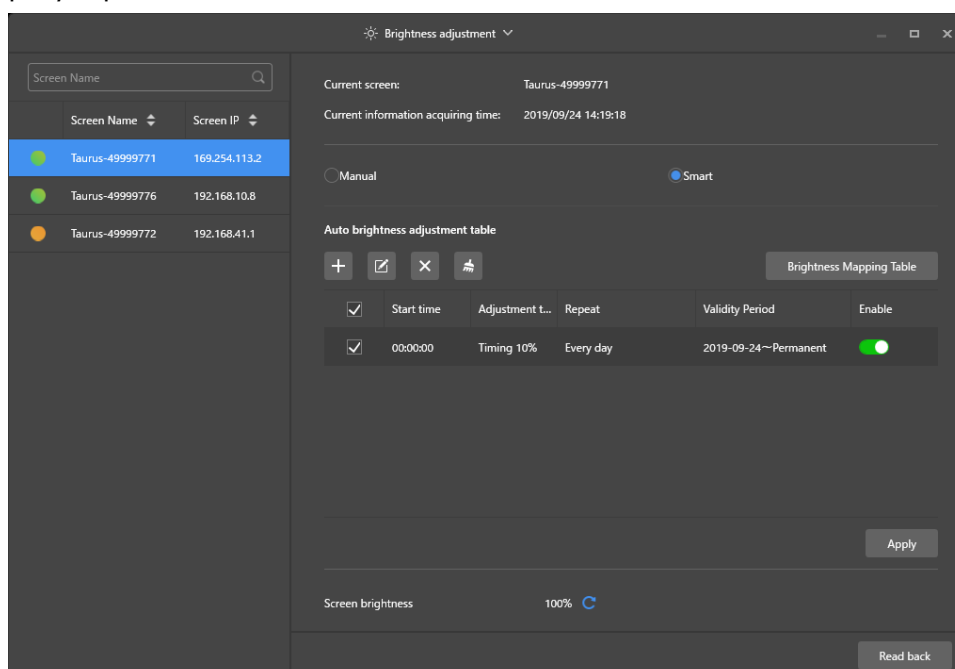 Brightness adjustment
Screen Name
Screen Name Screen IP
Taurus-49999771 169.254.113.2
Taurus-49999776 192.168.10.8
Taurus-49999772 192.168.41.1
Current screen: Taurus-49999771
Current information acquiring time: 2019/09/24 14:19:18
Manual Smart
Auto brightness adjustment table
Brightness Mapping Table
Start time Adjustment t... Repeat Validity Period Enable
00:00:00 Timing 10% Every day 2019-09-24~Permanent
Apply
Screen brightness 100%
Read back